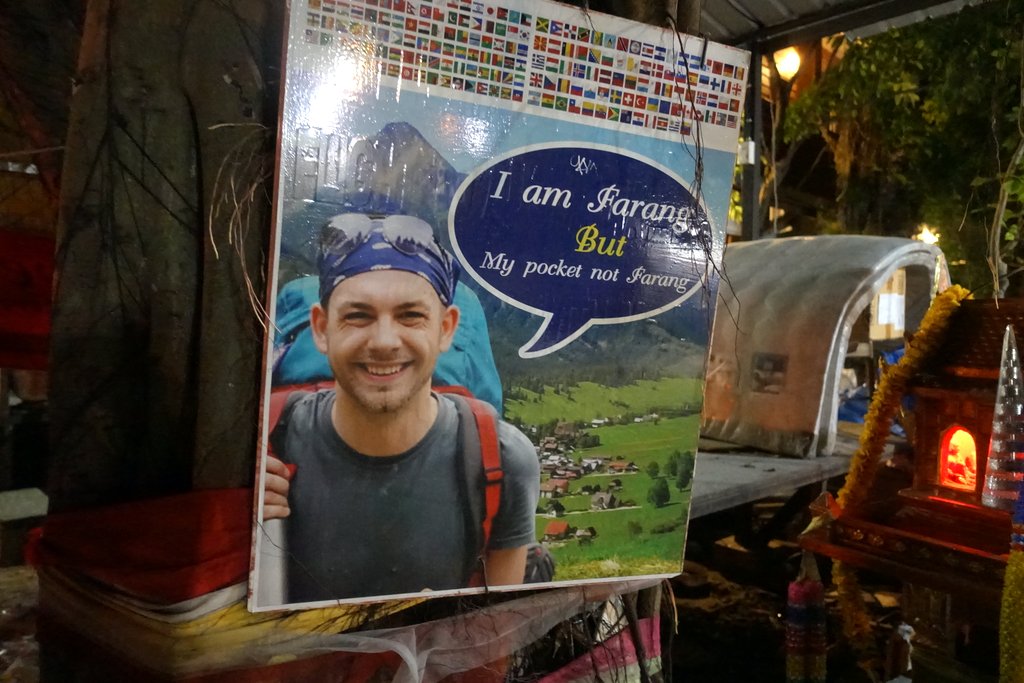 I am Farang
But
My pocket not Farang